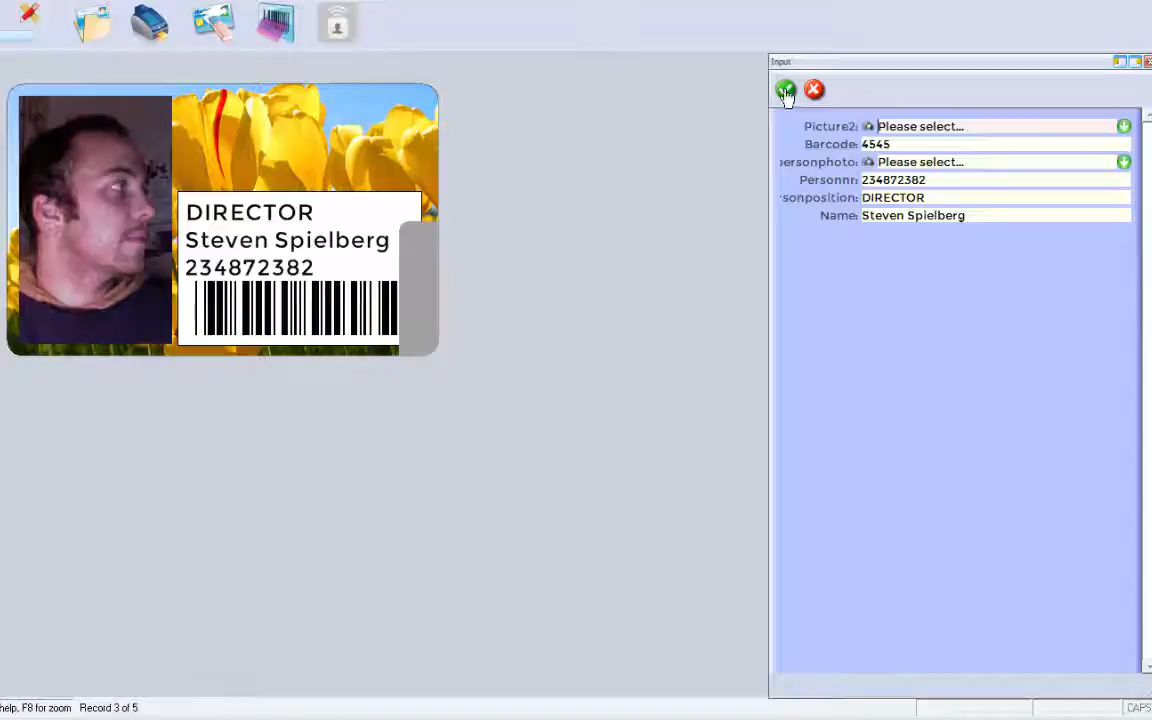 Input
DIRECTOR
Steven Spielberg
234872382
Picture2: Please select...
Barcode: 4545
ersonphoto: Please select...
Personnr: 234872382
sonposition: DIRECTOR
Name: Steven Spielberg
help, F8 for zoom Record 3 of 5
CAPS